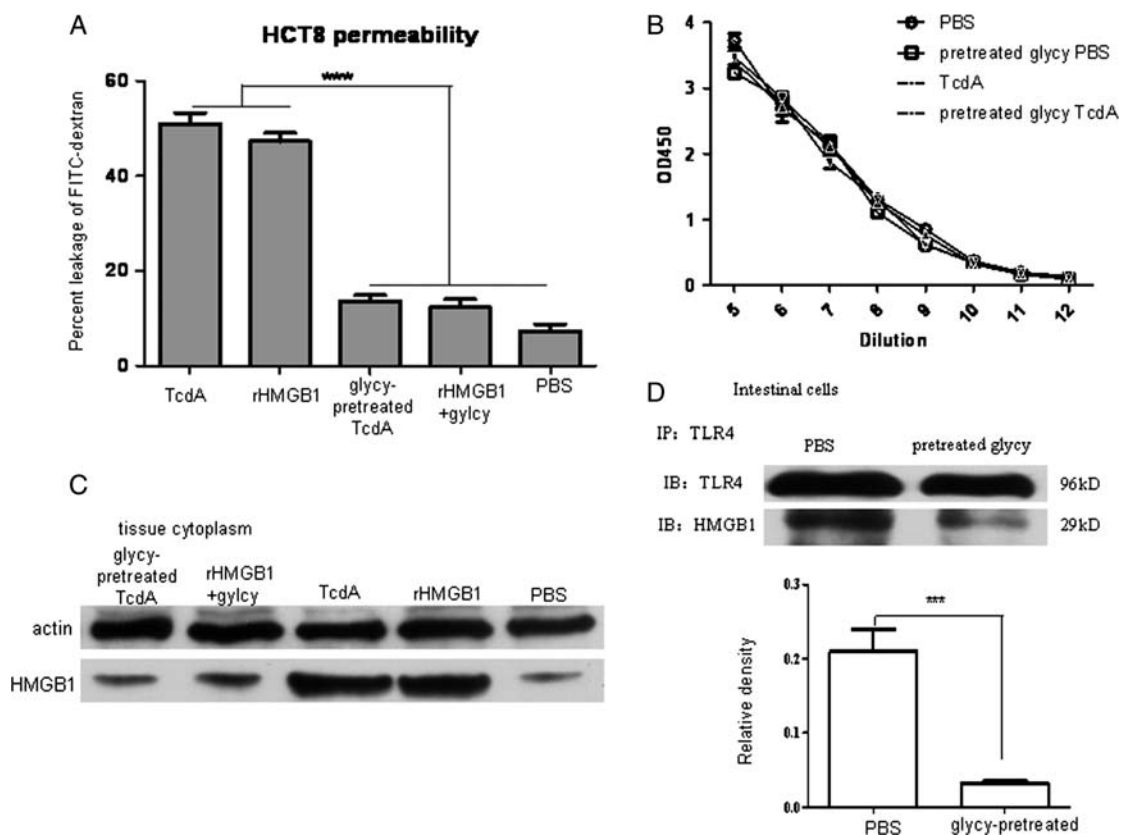 A
HCT8 permeability
***
60
40
20
0
Percent leakage of FITC-dextran
TcdA
rHMGB1
glycy-
pretreated
TcdA
rHMGB1
+gylcy
PBS
B
PBS
pretreated glycy PBS
TcdA
pretreated glycy TcdA
4
3
2
1
0
OD450
5
6
7
8
9
10
11
12
Dilution
C
tissue cytoplasm
glycy-
pretreated
TcdA
rHMGB1
+gylcy
TcdA
rHMGB1
PBS
actin
HMGB1
D
Intestinal cells
IP: TLR4
PBS
pretreated glycy
IB: TLR4
96kD
IB: HMGB1
29kD
0.3
0.2
0.1
0.0
Relative density
***
PBS
glycy-pretreated